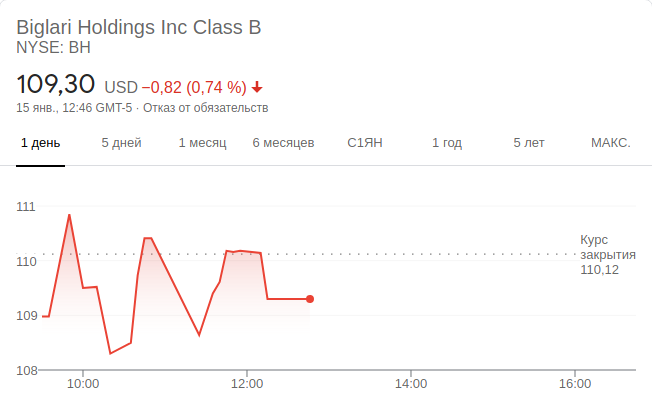 Biglari Holdings Inc Class B
NYSE: BH
109,30 USD −0,82 (0,74 %)
15 янв., 12:46 GMT-5 · Отказ от обязательств
1 день 5 дней 1 месяц 6 месяцев С1ЯН 1 год 5 лет МАКС.
111
110
109
108
Курс
закрытия
110,12
10:00 12:00 14:00 16:00